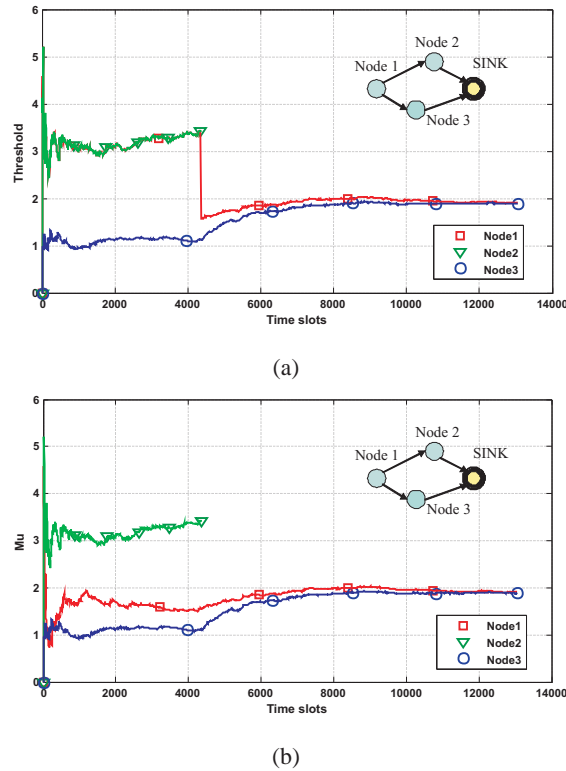 6
5
4
3
2
1
0
Threshold
0 2000 4000 6000 8000 10000 12000 14000
Time slots
Node 1
Node 2
SINK
Node 3
Node1
Node2
Node3
(a)
6
5
4
3
2
1
0
Mu
0 2000 4000 6000 8000 10000 12000 14000
Time slots
Node 1
Node 2
SINK
Node 3
Node1
Node2
Node3
(b)